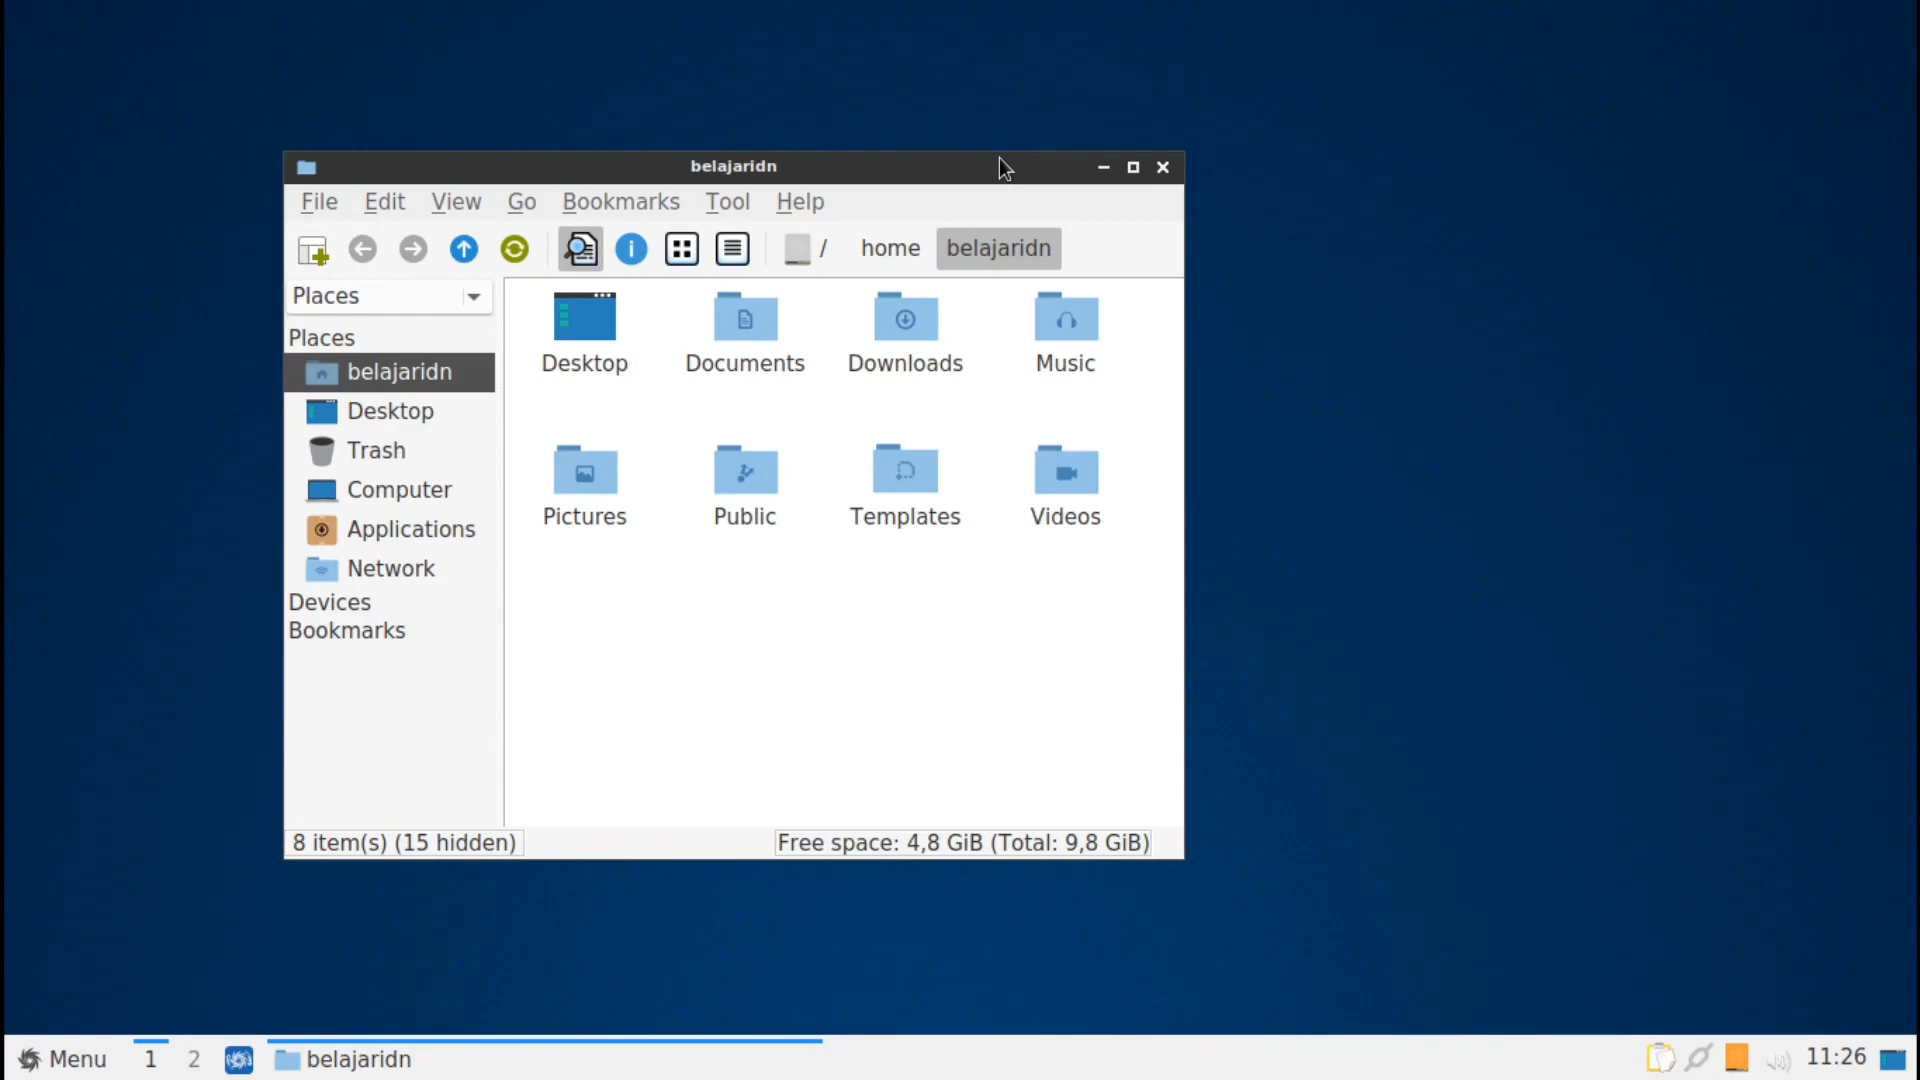 belajaridn
File Edit View Go Bookmarks Tool Help
/ home belajaridn
Places
Places
belajaridn
Desktop
Trash
Computer
Applications
Network
Devices
Bookmarks
Desktop Documents Downloads Music
Pictures Public Templates Videos
8 item(s) (15 hidden) Free space: 4,8 GiB (Total: 9,8 GiB)
Menu 1 2 belajaridn 11:26